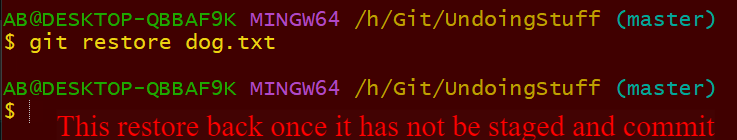 AB@DESKTOP-QBBAF9K MINGW64 /h/Git/UndoingStuff (master)
$ git restore dog.txt
AB@DESKTOP-QBBAF9K MINGW64 /h/Git/UndoingStuff (master)
$
This restore back once it has not be staged and commit